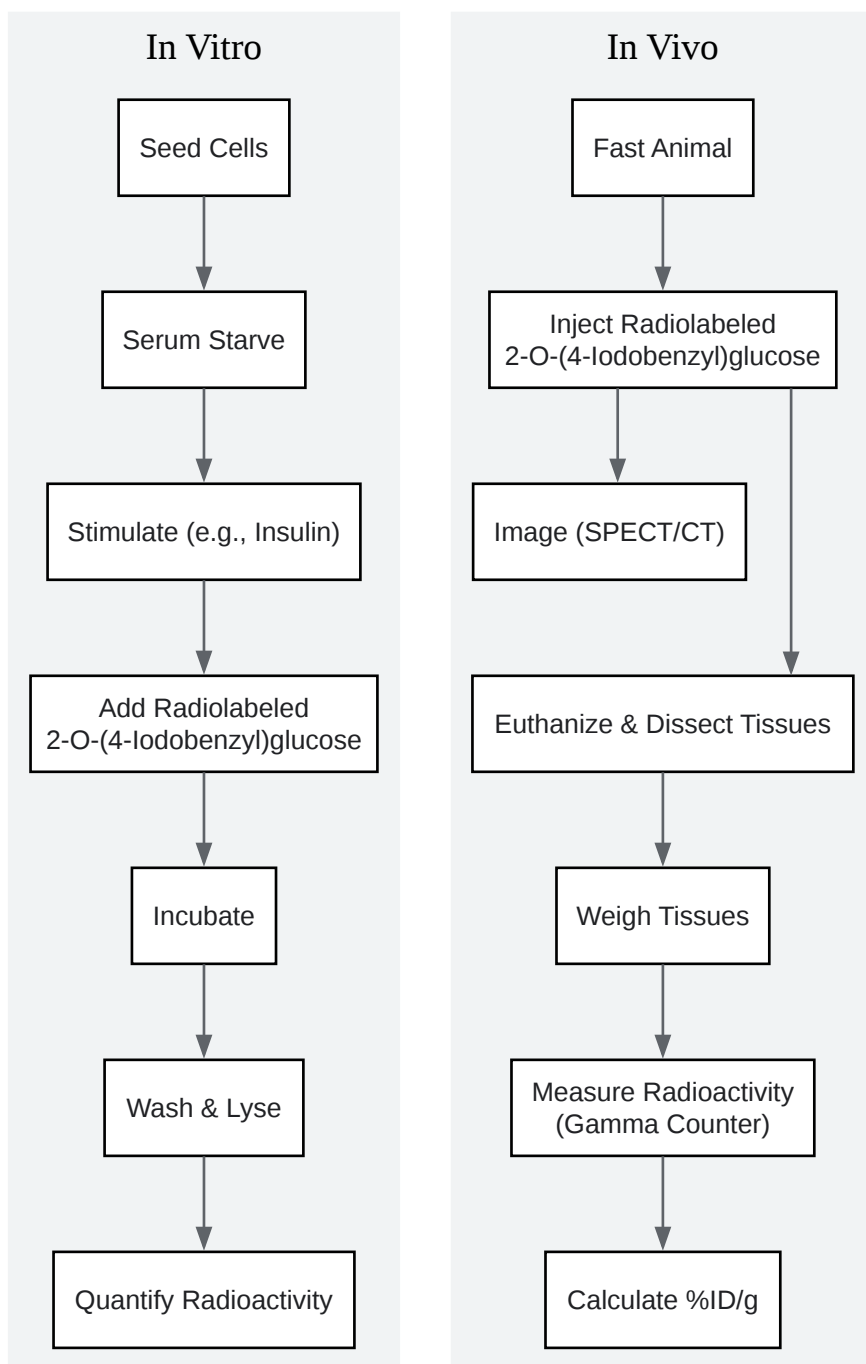 In Vitro
Seed Cells
Serum Starve
Stimulate (e.g., Insulin)
Add Radiolabeled
2-O-(4-Iodobenzyl)glucose
Incubate
Wash & Lyse
Quantify Radioactivity
In Vivo
Fast Animal
Inject Radiolabeled
2-O-(4-Iodobenzyl)glucose
Image (SPECT/CT)
Euthanize & Dissect Tissues
Weigh Tissues
Measure Radioactivity
(Gamma Counter)
Calculate %ID/g